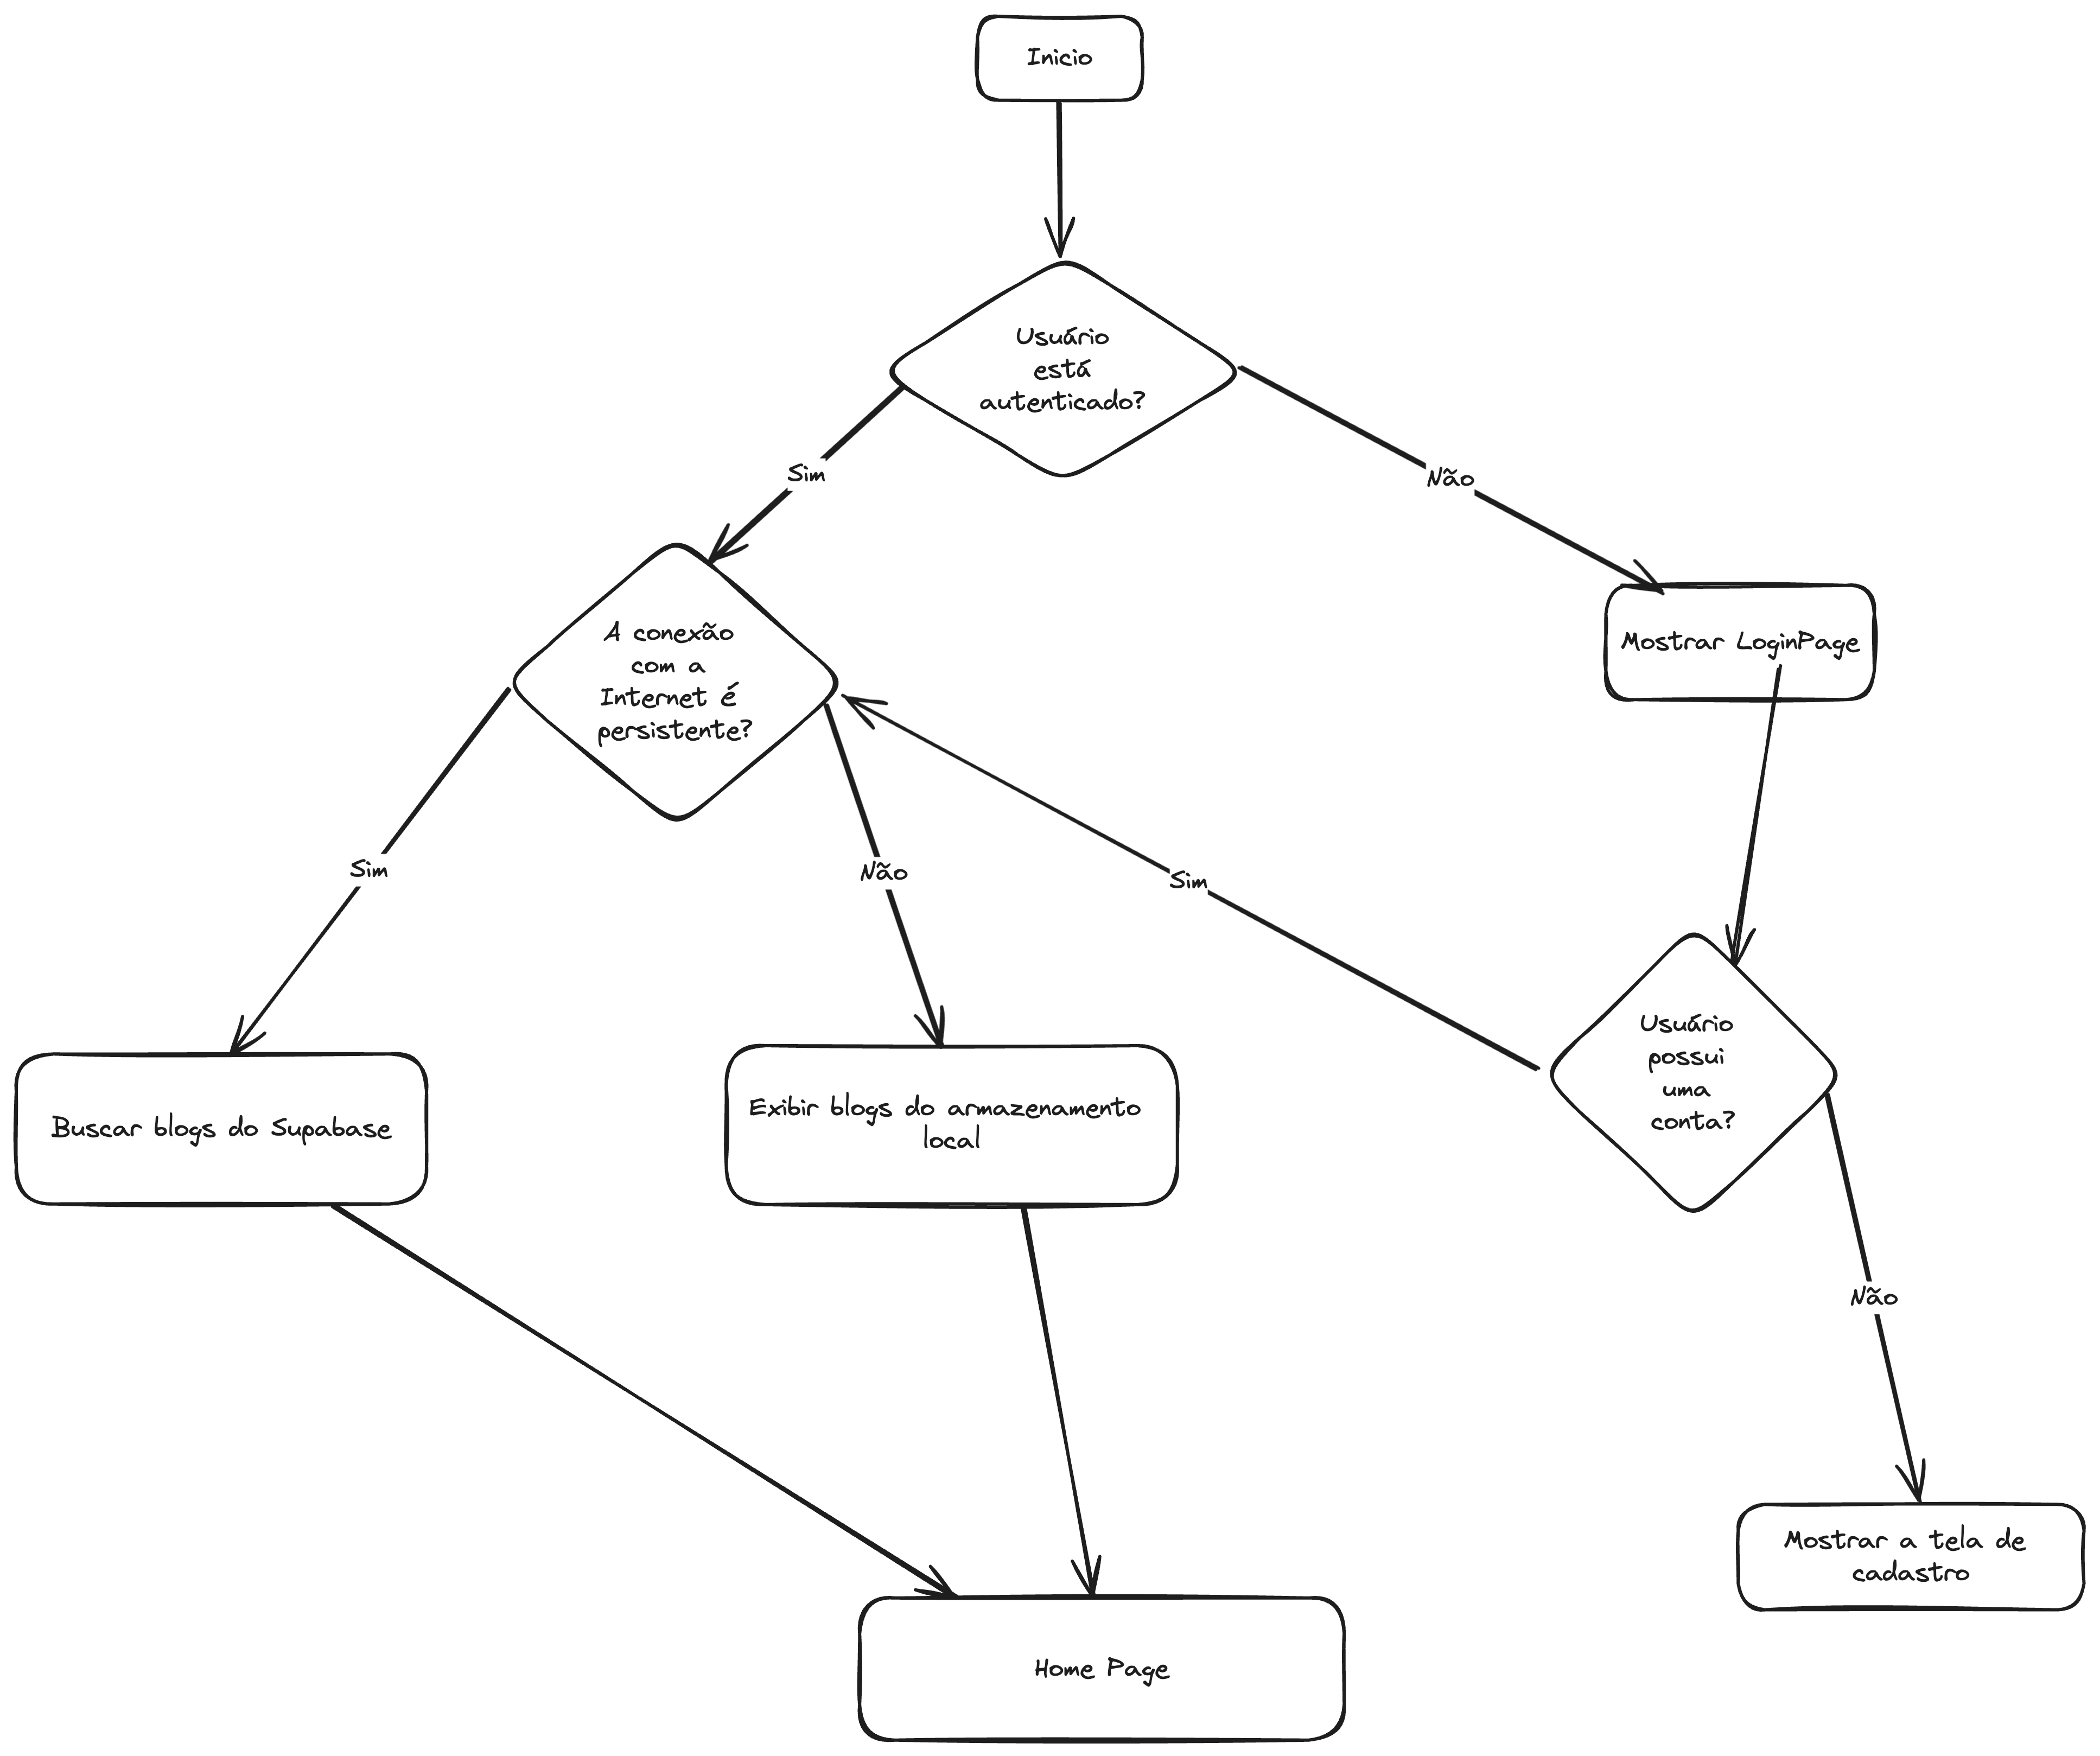 Inicio
Usuário
está
autenticado?
Sim
Não
A conexão
com a
Internet é
persistente?
Mostrar LoginPage
Sim
Não
Sim
Usuário
possui
uma
conta?
Buscar blogs do Supabase
Exibir blogs do armazenamento
local
Não
Mostrar a tela de
cadastro
Home Page